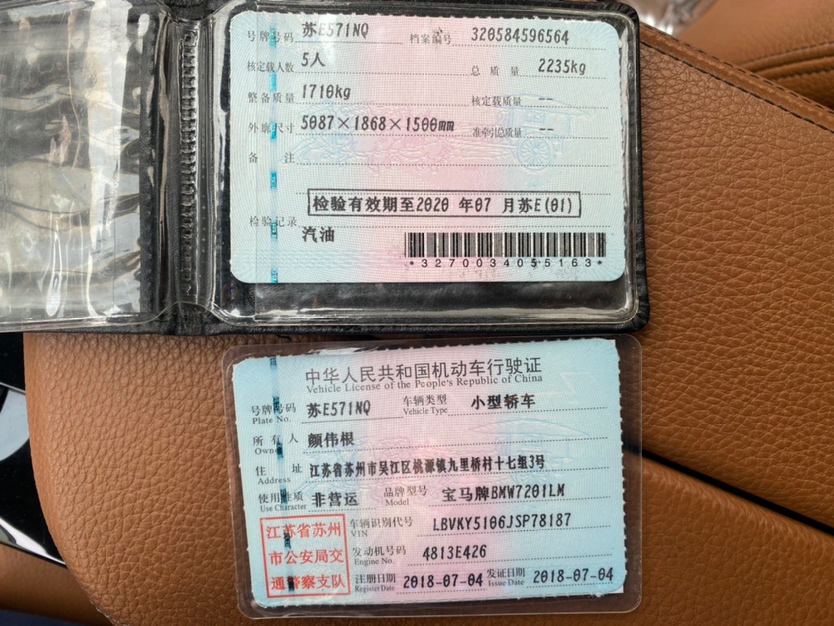 号牌号码 苏E571NQ 档案编号 320584596564
核定载人数 5人 总质量 2235kg
整备质量 1710kg 核定载质量 --
外廓尺寸 5087×1868×1500mm 准牵引总质量 --
备注
检验有效期至2020 年07 月苏E(01)
检验记录
汽油
*3270034055163*
中华人民共和国机动车行驶证
Vehicle License of the People's Republic of China
号牌号码 苏E571NQ 车辆类型 小型轿车
Plate No. Vehicle Type
所有人 颜伟根
Owner
住址 江苏省苏州市吴江区桃源镇九里桥村十七组3号
Address
使用性质 非营运 品牌型号 宝马牌BMW7201LM
Use Character Model
江苏省苏州
市公安局交
通警察支队
车辆识别代号 LBVKY5106JSP78187
VIN
发动机号码 4813E426
Engine No.
注册日期 2018-07-04 发证日期 2018-07-04
Register Date Issue Date